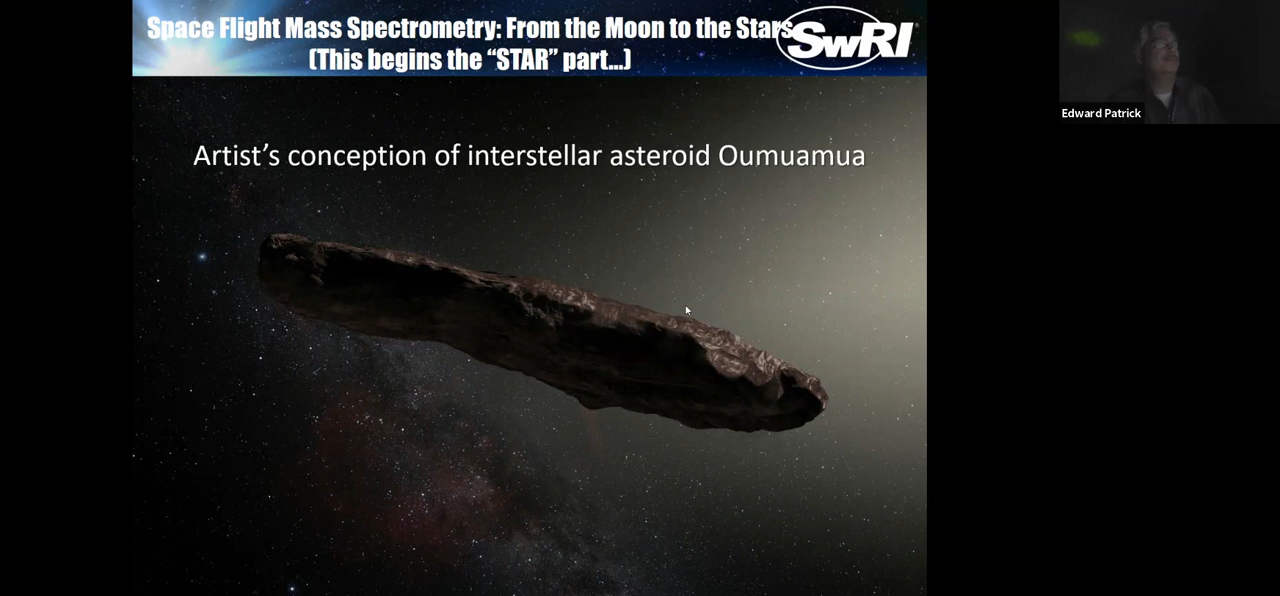 Space Flight Mass Spectrometry: From the Moon to the Stars
(This begins the “STAR” part...)
SwRI®
Artist’s conception of interstellar asteroid Oumuamua
Edward Patrick